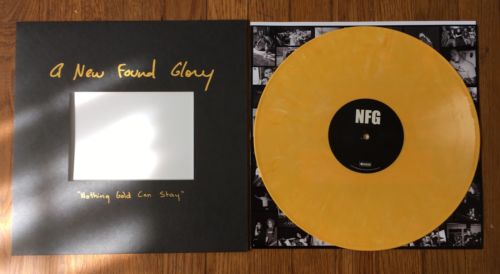 A New Found Glory
"Nothing Gold Can Stay"
NFG